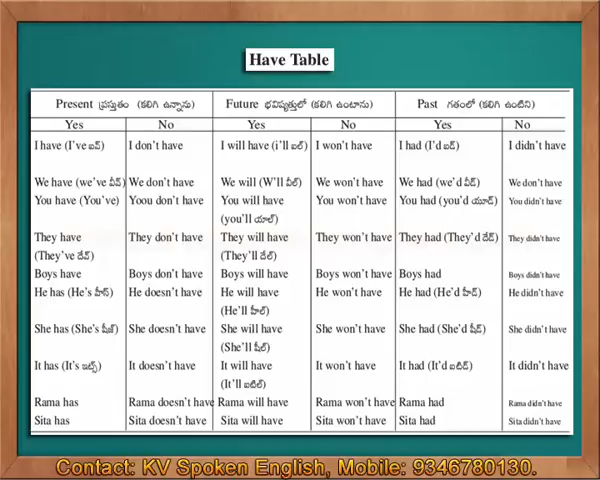 Have Table
Present ప్రస్తుతం (కలిగి ఉన్నాను) Future భవిష్యత్తులో (కలిగి ఉంటాను) Past గతంలో (కలిగి ఉంటిని)
Yes No Yes No Yes No
I have (I've ఐవ్) I don't have I will have (i'll ఐల్) I won't have I had (I'd ఐడ్) I didn't have
We have (we've వీవ్) We don't have We will (W'll వీల్) We won't have We had (we'd వీడ్) We don't have
You have (You've) Yoou don't have You will have You won't have You had (you'd యూడ్) You didn't have
(you'll యూల్)
They have They don't have They will have They won't have They had (They'd దేడ్) They didn't have
(They've దేవ్) (They'll దేల్)
Boys have Boys don't have Boys will have Boys won't have Boys had Boys didn't have
He has (He's హీస్) He doesn't have He will have He won't have He had (He'd హీడ్) He didn't have
(He'll హీల్)
She has (She's షీజ్) She doesn't have She will have She won't have She had (She'd షీడ్) She didn't have
(She'll షీల్)
It has (It's ఇట్స్) It doesn't have It will have It won't have It had (It'd ఐటిడ్) It didn't have
(It'll ఐటిల్)
Rama has Rama doesn't have Rama will have Rama won't have Rama had Rama didn't have
Sita has Sita doesn't have Sita will have Sita won't have Sita had Sita didn't have
Contact: KV Spoken English, Mobile: 9346780130.